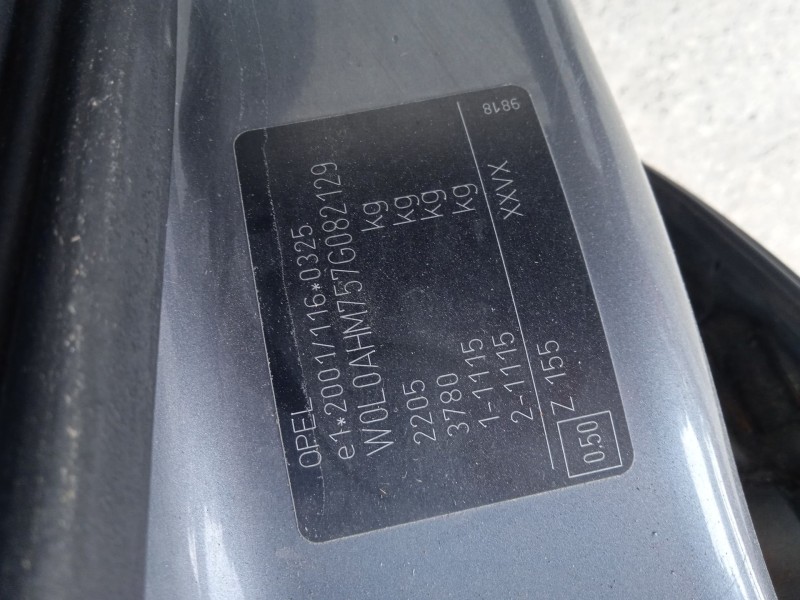 OPEL
e1*2001/116*0325
W0L0AHM757G082129
2205 kg
3780 kg
1-1115 kg
2-1115 kg
Z 155 XXVX
0.50 9818